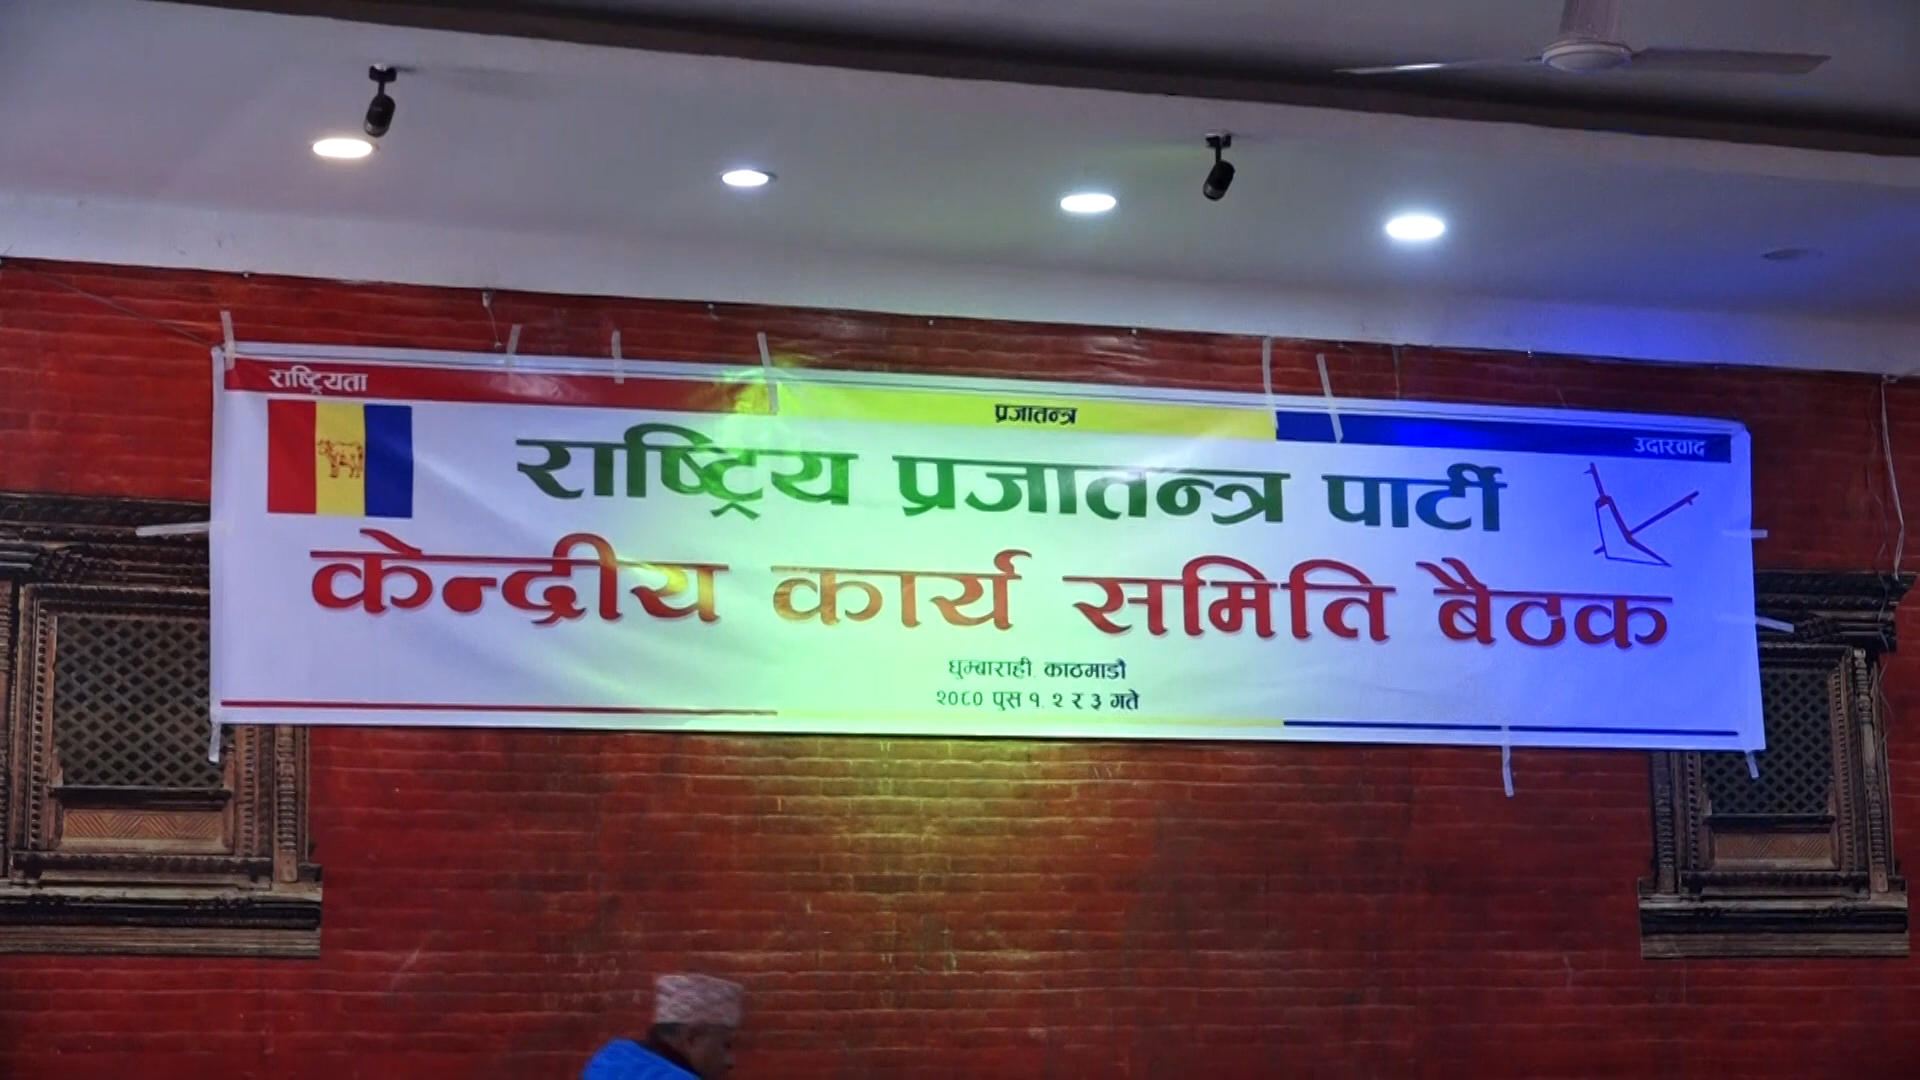 राष्ट्रियता
प्रजातन्त्र
उदारवाद
राष्ट्रिय प्रजातन्त्र पार्टी
केन्द्रीय कार्य समिति बैठक
धुम्बाराही, काठमाडौं
२०८० पुस १, २ र ३ गते